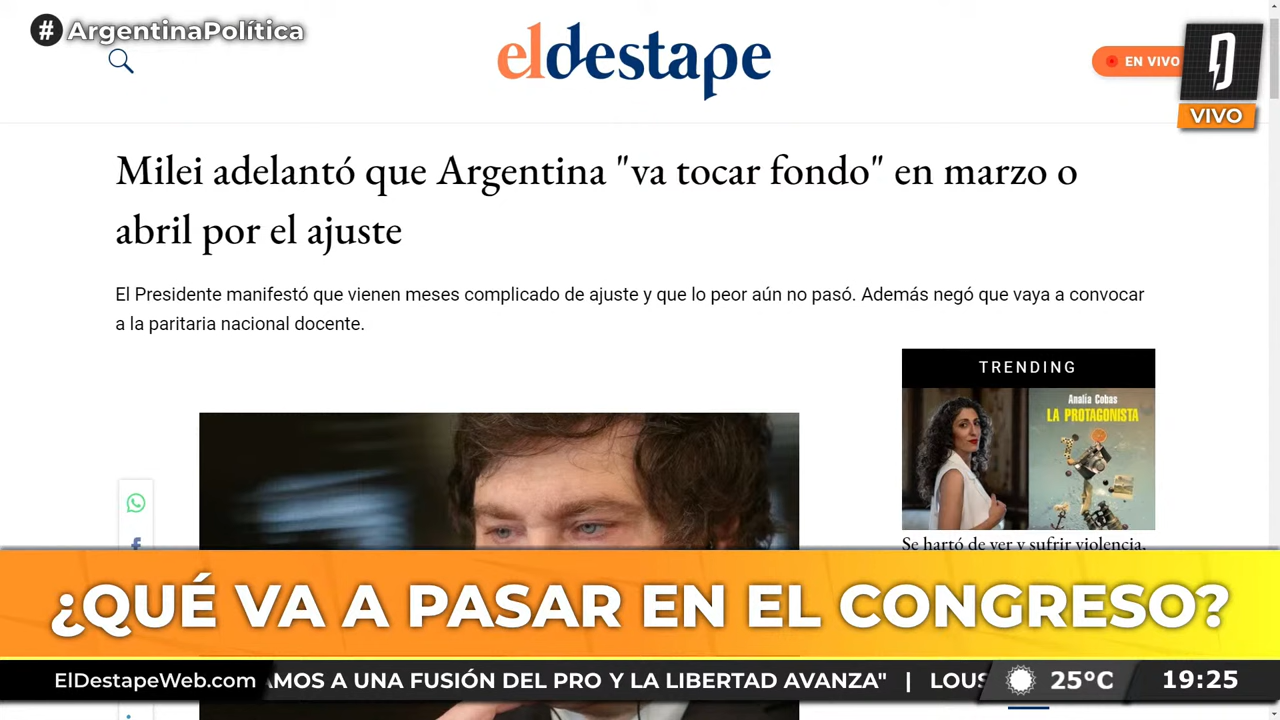 # ArgentinaPolítica
eldestape
EN VIVO
VIVO
Milei adelantó que Argentina "va tocar fondo" en marzo o
abril por el ajuste
El Presidente manifestó que vienen meses complicado de ajuste y que lo peor aún no pasó. Además negó que vaya a convocar
a la paritaria nacional docente.
TRENDING
Analía Cobas
LA PROTAGONISTA
Se hartó de ver y sufrir violencia,
¿QUÉ VA A PASAR EN EL CONGRESO?
ElDestapeWeb.com
AMOS A UNA FUSIÓN DEL PRO Y LA LIBERTAD AVANZA" | LOUS
25°C
19:25